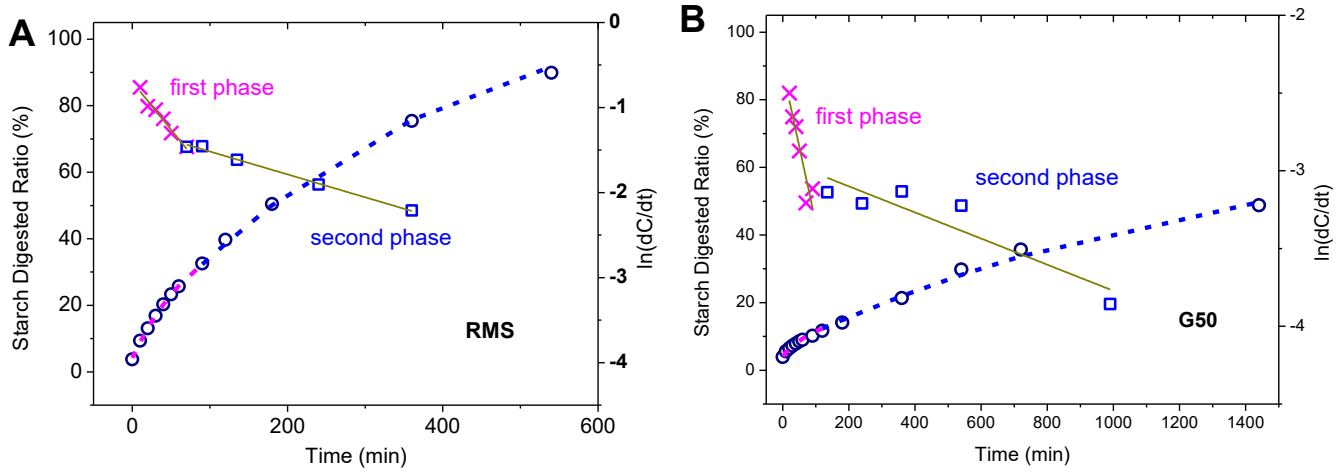 A
100
80
60
40
20
0
Starch Digested Ratio (%)
0
200
400
600
Time (min)
0
-1
-2
-3
-4
ln(dC/dt)
first phase
second phase
RMS
B
100
80
60
40
20
0
Starch Digested Ratio (%)
0
200
400
600
800
1000
1200
1400
Time (min)
-2
-3
-4
ln(dC/dt)
first phase
second phase
G50